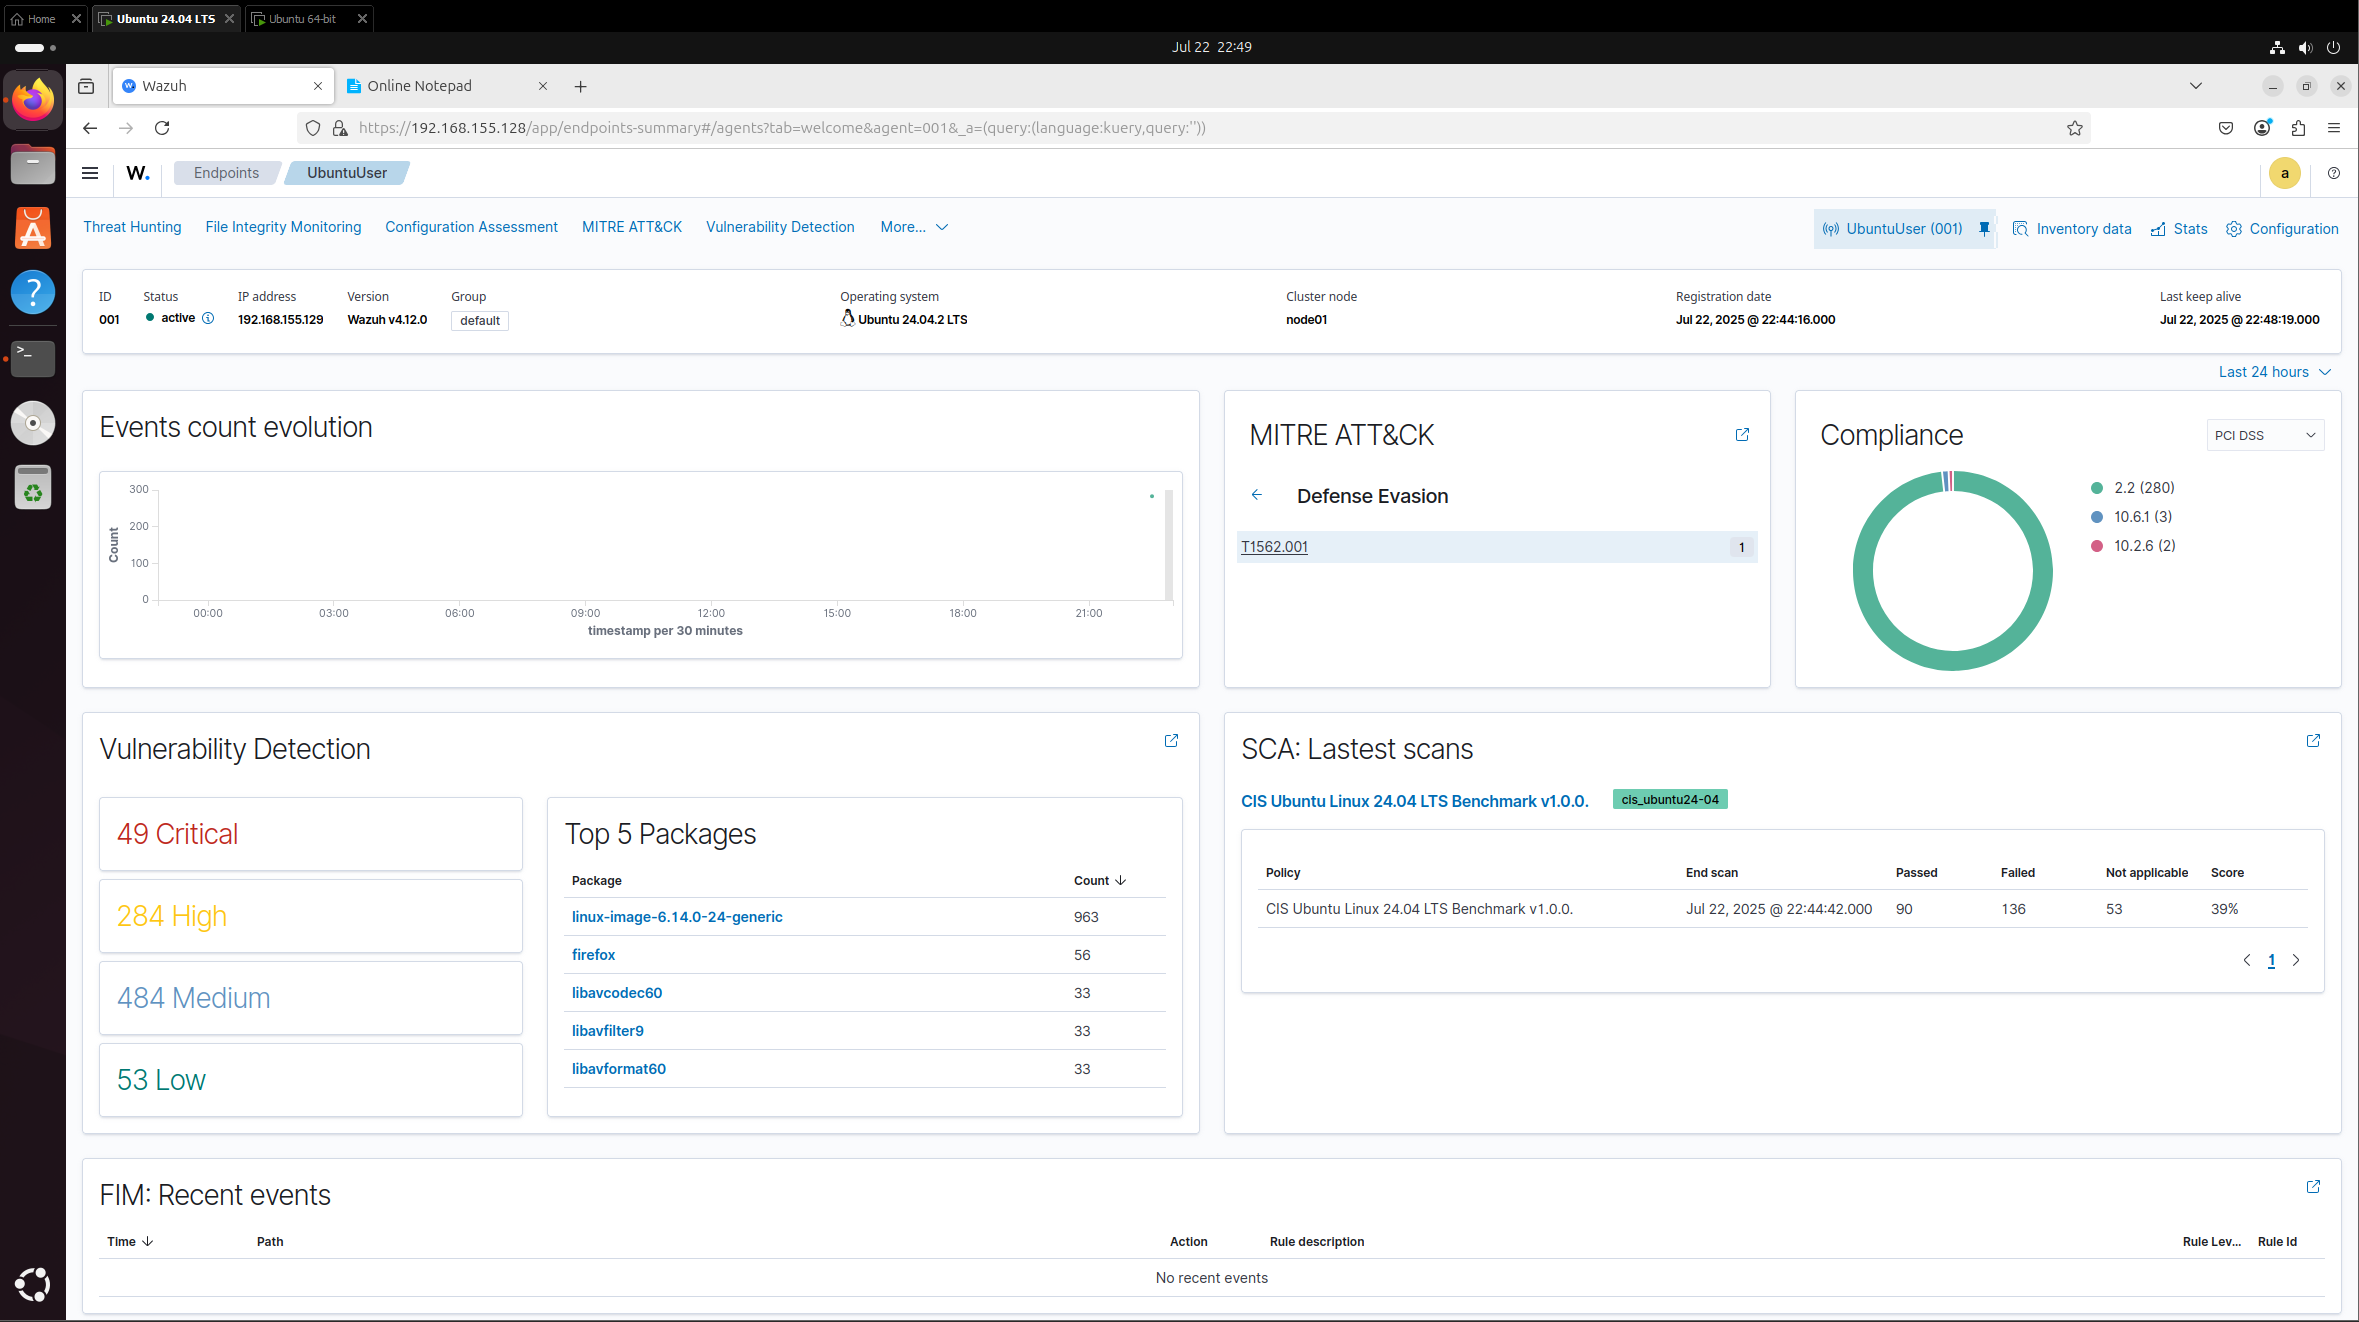 Home
Ubuntu 24.04 LTS
Ubuntu 64-bit
Jul 22 22:49
Wazuh
Online Notepad
https://192.168.155.128/app/endpoints-summary#/agents?tab=welcome&agent=001&_a=(query:(language:kuery,query:''))
W.
Endpoints
UbuntuUser
a
Threat Hunting
File Integrity Monitoring
Configuration Assessment
MITRE ATT&CK
Vulnerability Detection
More...
UbuntuUser (001)
Inventory data
Stats
Configuration
ID
Status
IP address
Version
Group
Operating system
Cluster node
Registration date
Last keep alive
001
active
192.168.155.129
Wazuh v4.12.0
default
Ubuntu 24.04.2 LTS
node01
Jul 22, 2025 @ 22:44:16.000
Jul 22, 2025 @ 22:48:19.000
Last 24 hours
Events count evolution
300
200
100
0
Count
00:00
03:00
06:00
09:00
12:00
15:00
18:00
21:00
timestamp per 30 minutes
MITRE ATT&CK
Defense Evasion
T1562.001
1
Compliance
PCI DSS
2.2 (280)
10.6.1 (3)
10.2.6 (2)
Vulnerability Detection
49 Critical
284 High
484 Medium
53 Low
Top 5 Packages
Package
Count
linux-image-6.14.0-24-generic
963
firefox
56
libavcodec60
33
libavfilter9
33
libavformat60
33
SCA: Lastest scans
CIS Ubuntu Linux 24.04 LTS Benchmark v1.0.0.
cis_ubuntu24-04
Policy
End scan
Passed
Failed
Not applicable
Score
CIS Ubuntu Linux 24.04 LTS Benchmark v1.0.0.
Jul 22, 2025 @ 22:44:42.000
90
136
53
39%
1
FIM: Recent events
Time
Path
Action
Rule description
Rule Lev...
Rule Id
No recent events